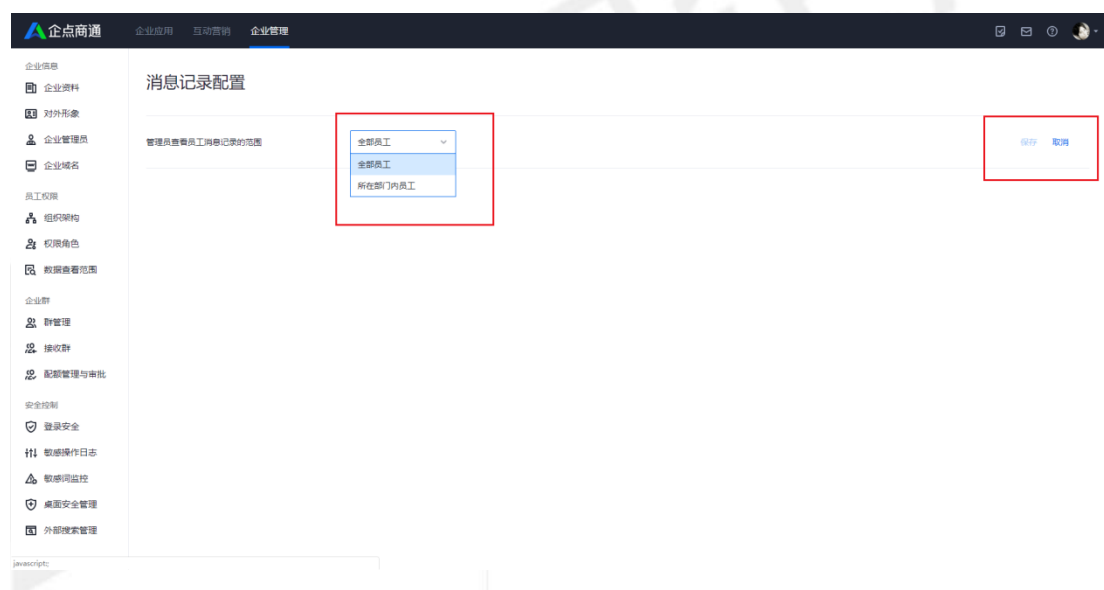 企点商通 企业应用 互动营销 企业管理
企业信息
企业资料
对外形象
企业管理员
企业域名
员工权限
组织架构
权限角色
数据查看范围
企业群
群管理
接收群
配额管理与审批
安全控制
登录安全
敏感操作日志
敏感词监控
桌面安全管理
外部搜索管理
消息记录配置
管理员查看员工消息记录的范围 全部员工 保存 取消
全部员工
所在部门内员工
javascript:;